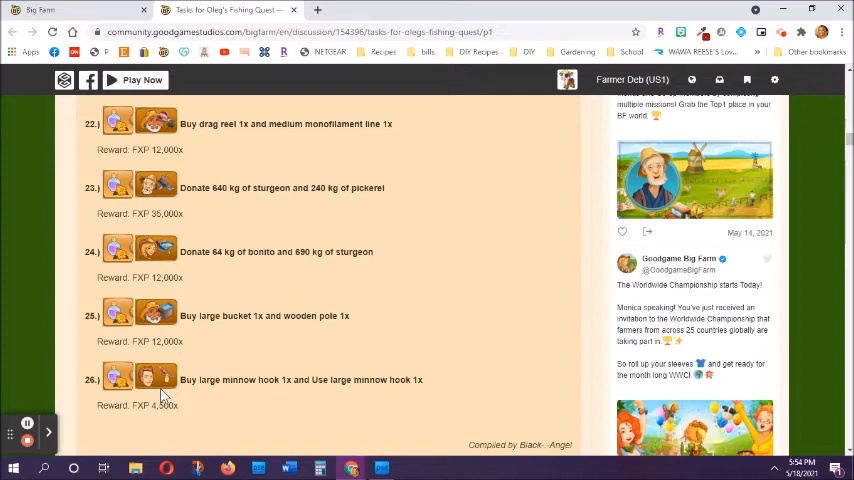 Big Farm
Tasks for Oleg's Fishing Quest —
community.goodgamestudios.com/bigfarm/en/discussion/154396/tasks-for-olegs-fishing-quest/p1
Apps
P
NETGEAR
Recipes
bills
DIY Recipes
DIY
Gardening
School
WAWA REESE'S Lov...
Other bookmarks
Play Now
Farmer Deb (US1)
22.) Buy drag reel 1x and medium monofilament line 1x
Reward: FXP 12,000x
23.) Donate 640 kg of sturgeon and 240 kg of pickerel
Reward: FXP 35,000x
24.) Donate 64 kg of bonito and 690 kg of sturgeon
Reward: FXP 12,000x
25.) Buy large bucket 1x and wooden pole 1x
Reward: FXP 12,000x
26.) Buy large minnow hook 1x and Use large minnow hook 1x
Reward: FXP 4,500x
Compiled by Black-.-Angel
multiple missions! Grab the Top1 place in your
BF world.
May 14, 2021
Goodgame Big Farm
@GoodgameBigFarm
The Worldwide Championship starts Today!
Monica speaking! You've just received an
invitation to the Worldwide Championship that
farmers from across 25 countries globally are
taking part in.
So roll up your sleeves and get ready for
the month long WWC!
5:54 PM
5/18/2021